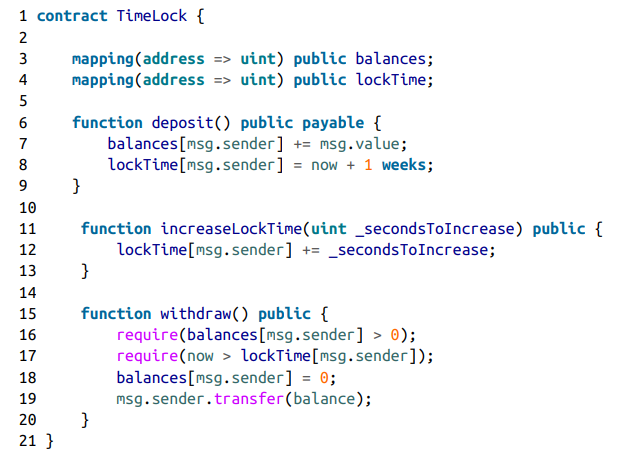 1 contract TimeLock {
2
3     mapping(address => uint) public balances;
4     mapping(address => uint) public lockTime;
5
6     function deposit() public payable {
7         balances[msg.sender] += msg.value;
8         lockTime[msg.sender] = now + 1 weeks;
9     }
10
11     function increaseLockTime(uint _secondsToIncrease) public {
12         lockTime[msg.sender] += _secondsToIncrease;
13     }
14
15     function withdraw() public {
16         require(balances[msg.sender] > 0);
17         require(now > lockTime[msg.sender]);
18         balances[msg.sender] = 0;
19         msg.sender.transfer(balance);
20     }
21 }